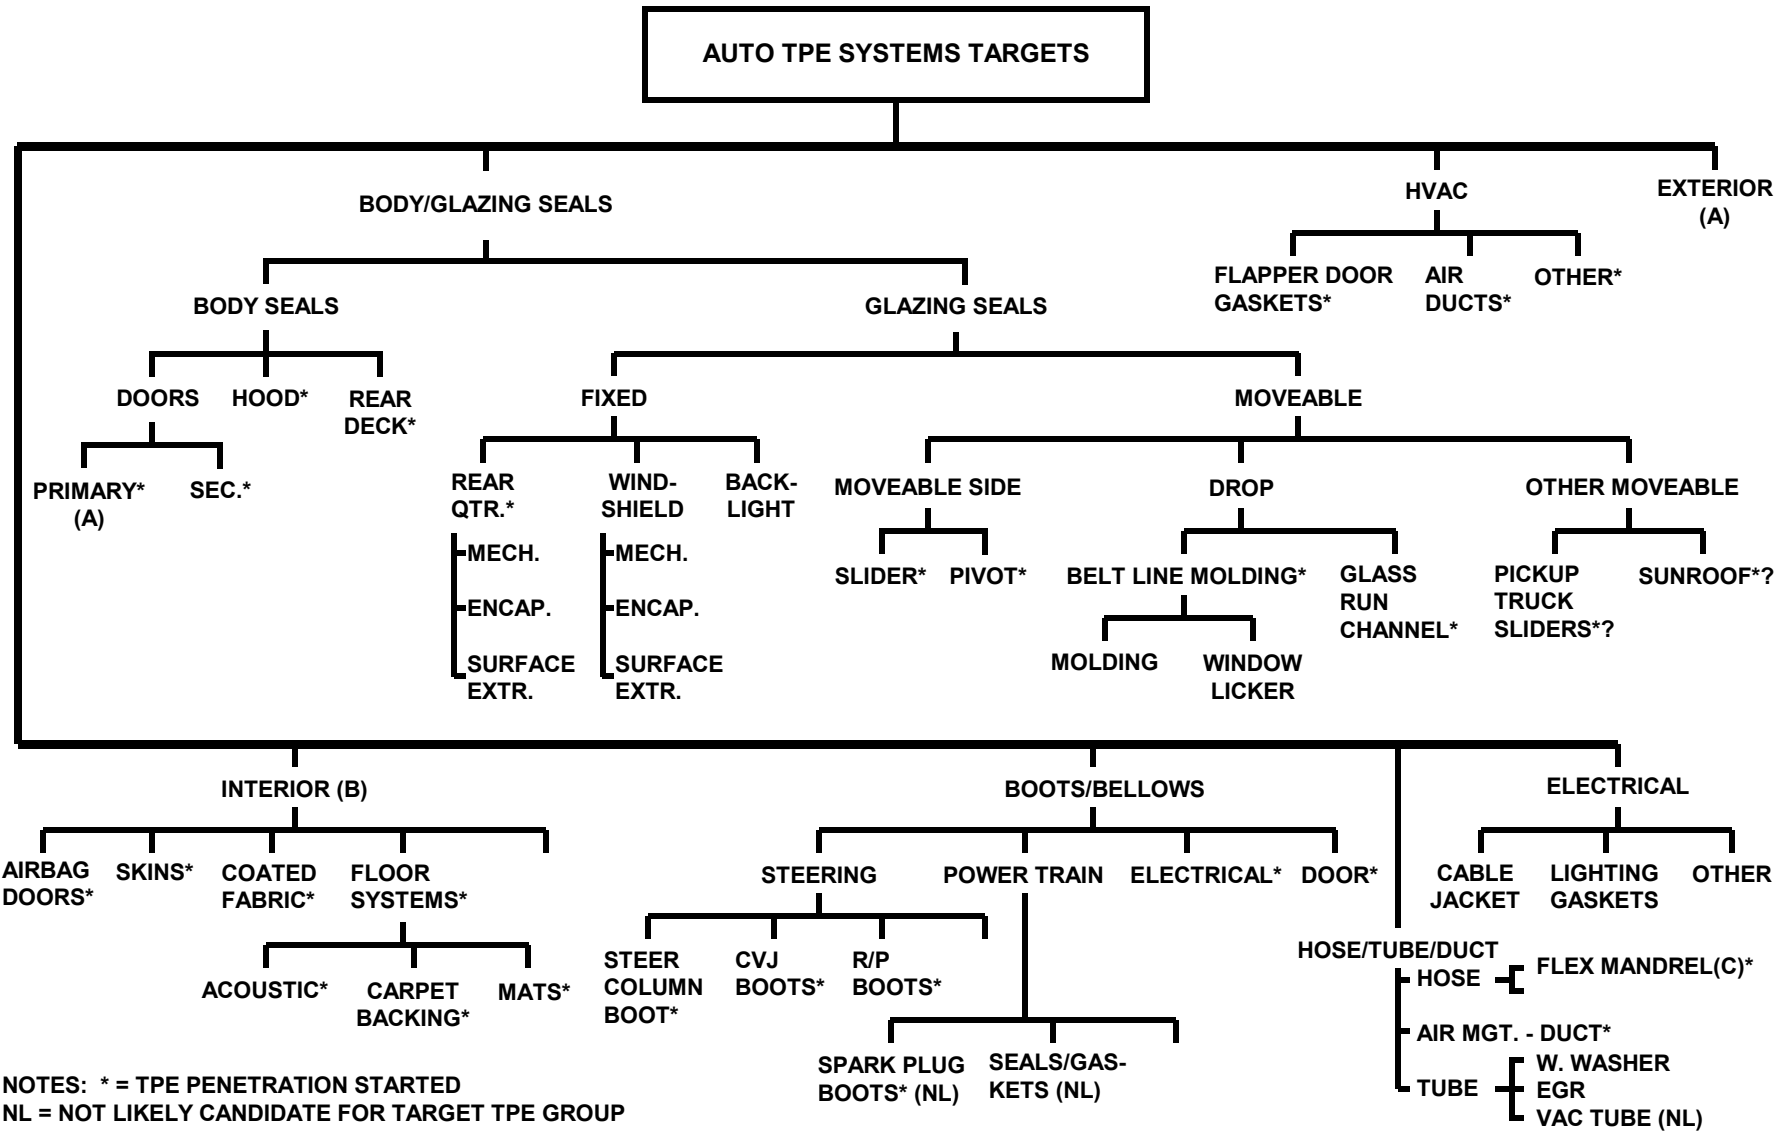 AUTO TPE SYSTEMS TARGETS
BODY/GLAZING SEALS
HVAC
EXTERIOR
(A)
FLAPPER DOOR
GASKETS*
AIR
DUCTS*
OTHER*
BODY SEALS
GLAZING SEALS
DOORS
HOOD*
REAR
DECK*
FIXED
MOVEABLE
PRIMARY*
(A)
SEC.*
REAR
QTR.*
MECH.
ENCAP.
SURFACE
EXTR.
WIND-
SHIELD
MECH.
ENCAP.
SURFACE
EXTR.
BACK-
LIGHT
MOVEABLE SIDE
DROP
OTHER MOVEABLE
SLIDER*
PIVOT*
BELT LINE MOLDING*
GLASS
RUN
CHANNEL*
PICKUP
TRUCK
SLIDERS*?
SUNROOF*?
MOLDING
WINDOW
LICKER
INTERIOR (B)
BOOTS/BELLOWS
ELECTRICAL
AIRBAG
DOORS*
SKINS*
COATED
FABRIC*
FLOOR
SYSTEMS*
STEERING
POWER TRAIN
ELECTRICAL*
DOOR*
CABLE
JACKET
LIGHTING
GASKETS
OTHER
ACOUSTIC*
CARPET
BACKING*
MATS*
STEER
COLUMN
BOOT*
CVJ
BOOTS*
R/P
BOOTS*
HOSE/TUBE/DUCT
HOSE
FLEX MANDREL(C)*
AIR MGT. - DUCT*
TUBE
W. WASHER
EGR
VAC TUBE (NL)
SPARK PLUG
BOOTS* (NL)
SEALS/GAS-
KETS (NL)
NOTES: * = TPE PENETRATION STARTED
NL = NOT LIKELY CANDIDATE FOR TARGET TPE GROUP